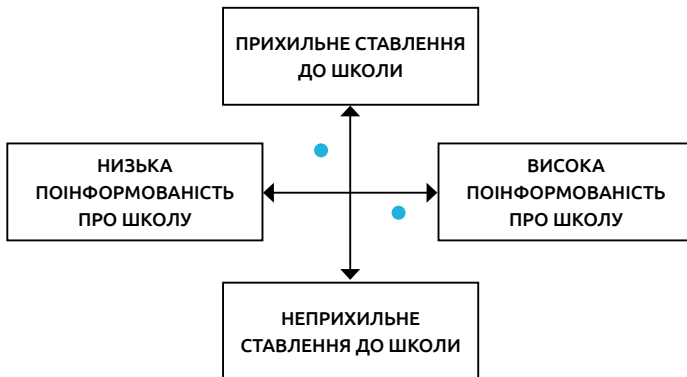 ПРИХИЛЬНЕ СТАВЛЕННЯ
ДО ШКОЛИ
НИЗЬКА
ПОІНФОРМОВАНІСТЬ
ПРО ШКОЛУ
ВИСОКА
ПОІНФОРМОВАНІСТЬ
ПРО ШКОЛУ
НЕПРИХИЛЬНЕ
СТАВЛЕННЯ ДО ШКОЛИ